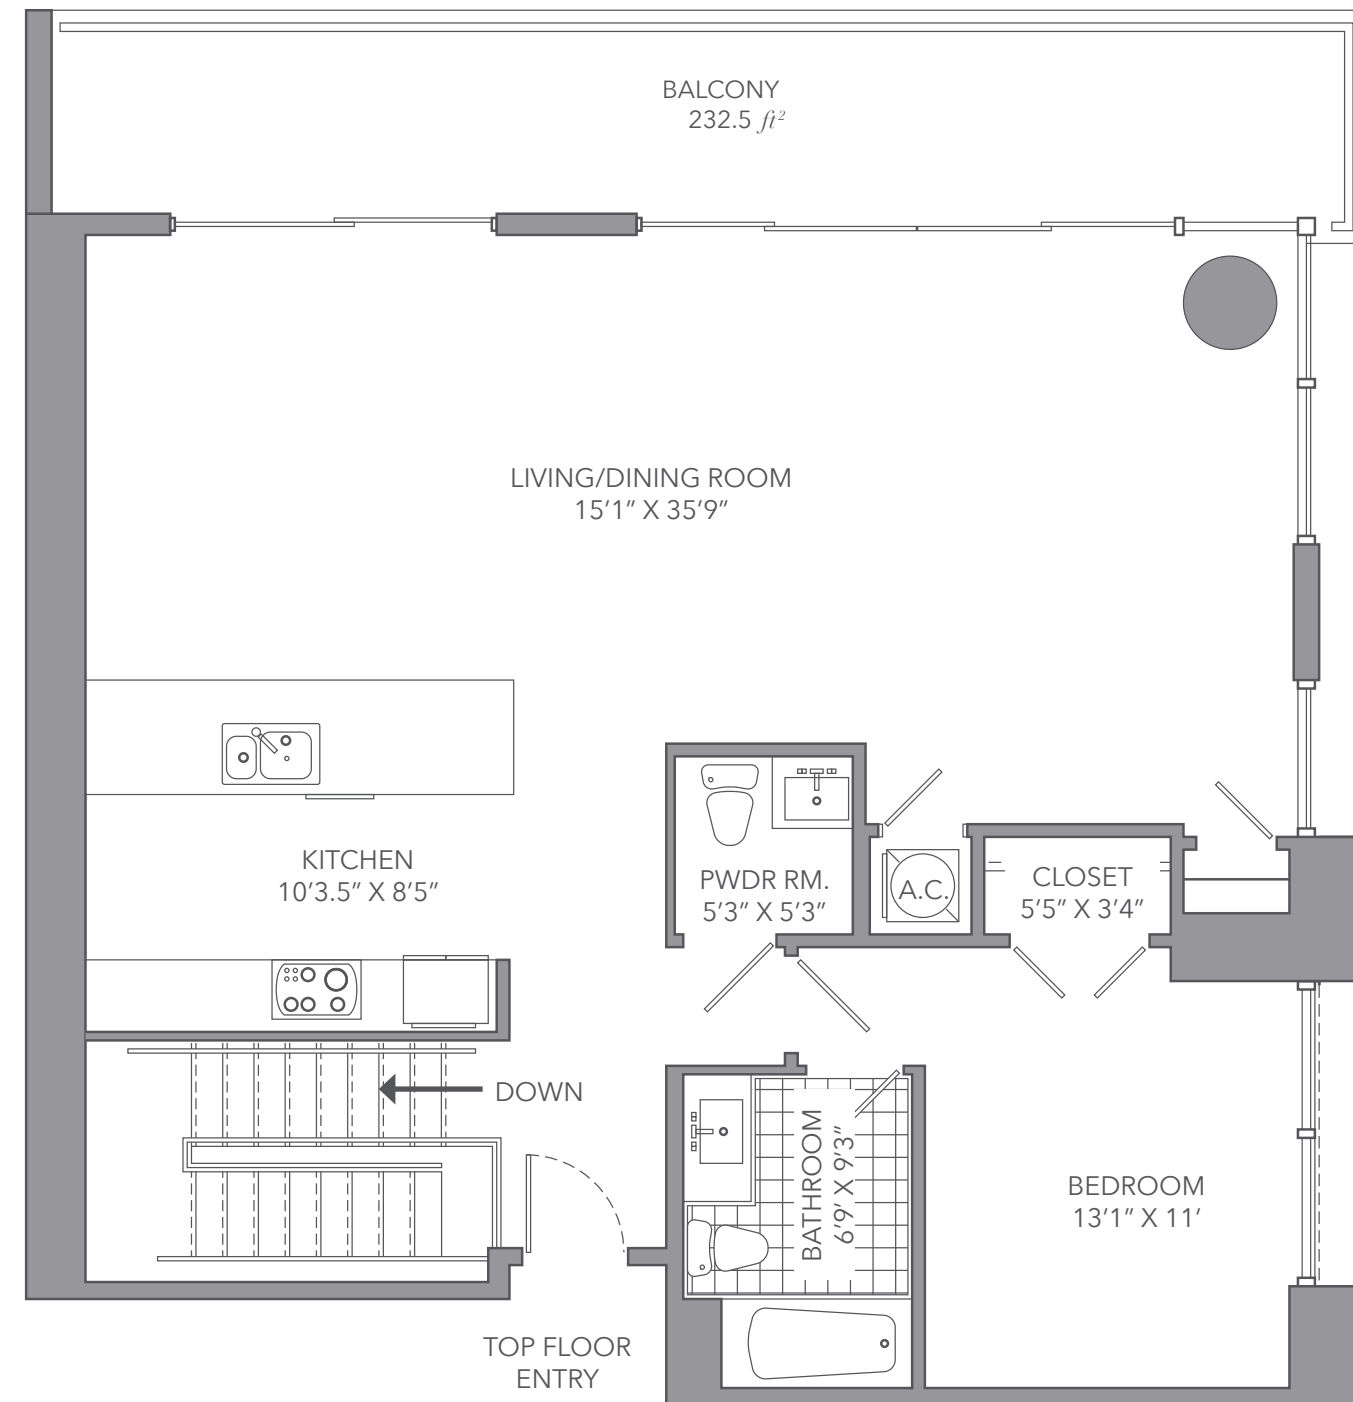 BALCONY
232.5 ft²
LIVING/DINING ROOM
15’1” X 35’9”
KITCHEN
10’3.5” X 8’5”
PWDR RM.
5’3” X 5’3”
A.C.
CLOSET
5’5” X 3’4”
DOWN
BATHROOM
6’9’ X 9’3”
BEDROOM
13’1” X 11’
TOP FLOOR
ENTRY